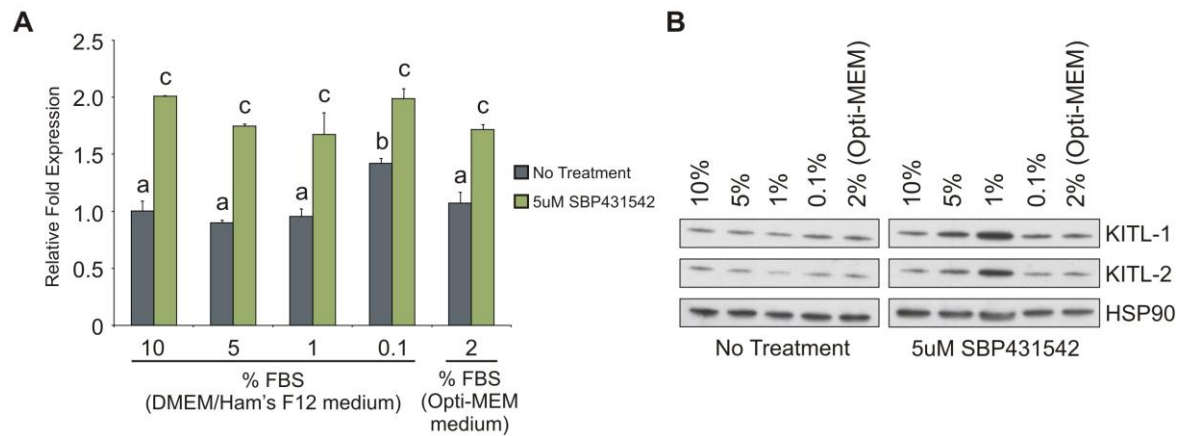 A
2.5
2.0
1.5
1.0
0.5
0
Relative Fold Expression
a
c
a
c
a
c
b
c
a
c
No Treatment
5uM SBP431542
10
5
1
0.1
2
% FBS
(DMEM/Ham's F12 medium)
% FBS
(Opti-MEM
medium)
B
10%
5%
1%
0.1%
2% (Opti-MEM)
10%
5%
1%
0.1%
2% (Opti-MEM)
KITL-1
KITL-2
HSP90
No Treatment
5uM SBP431542